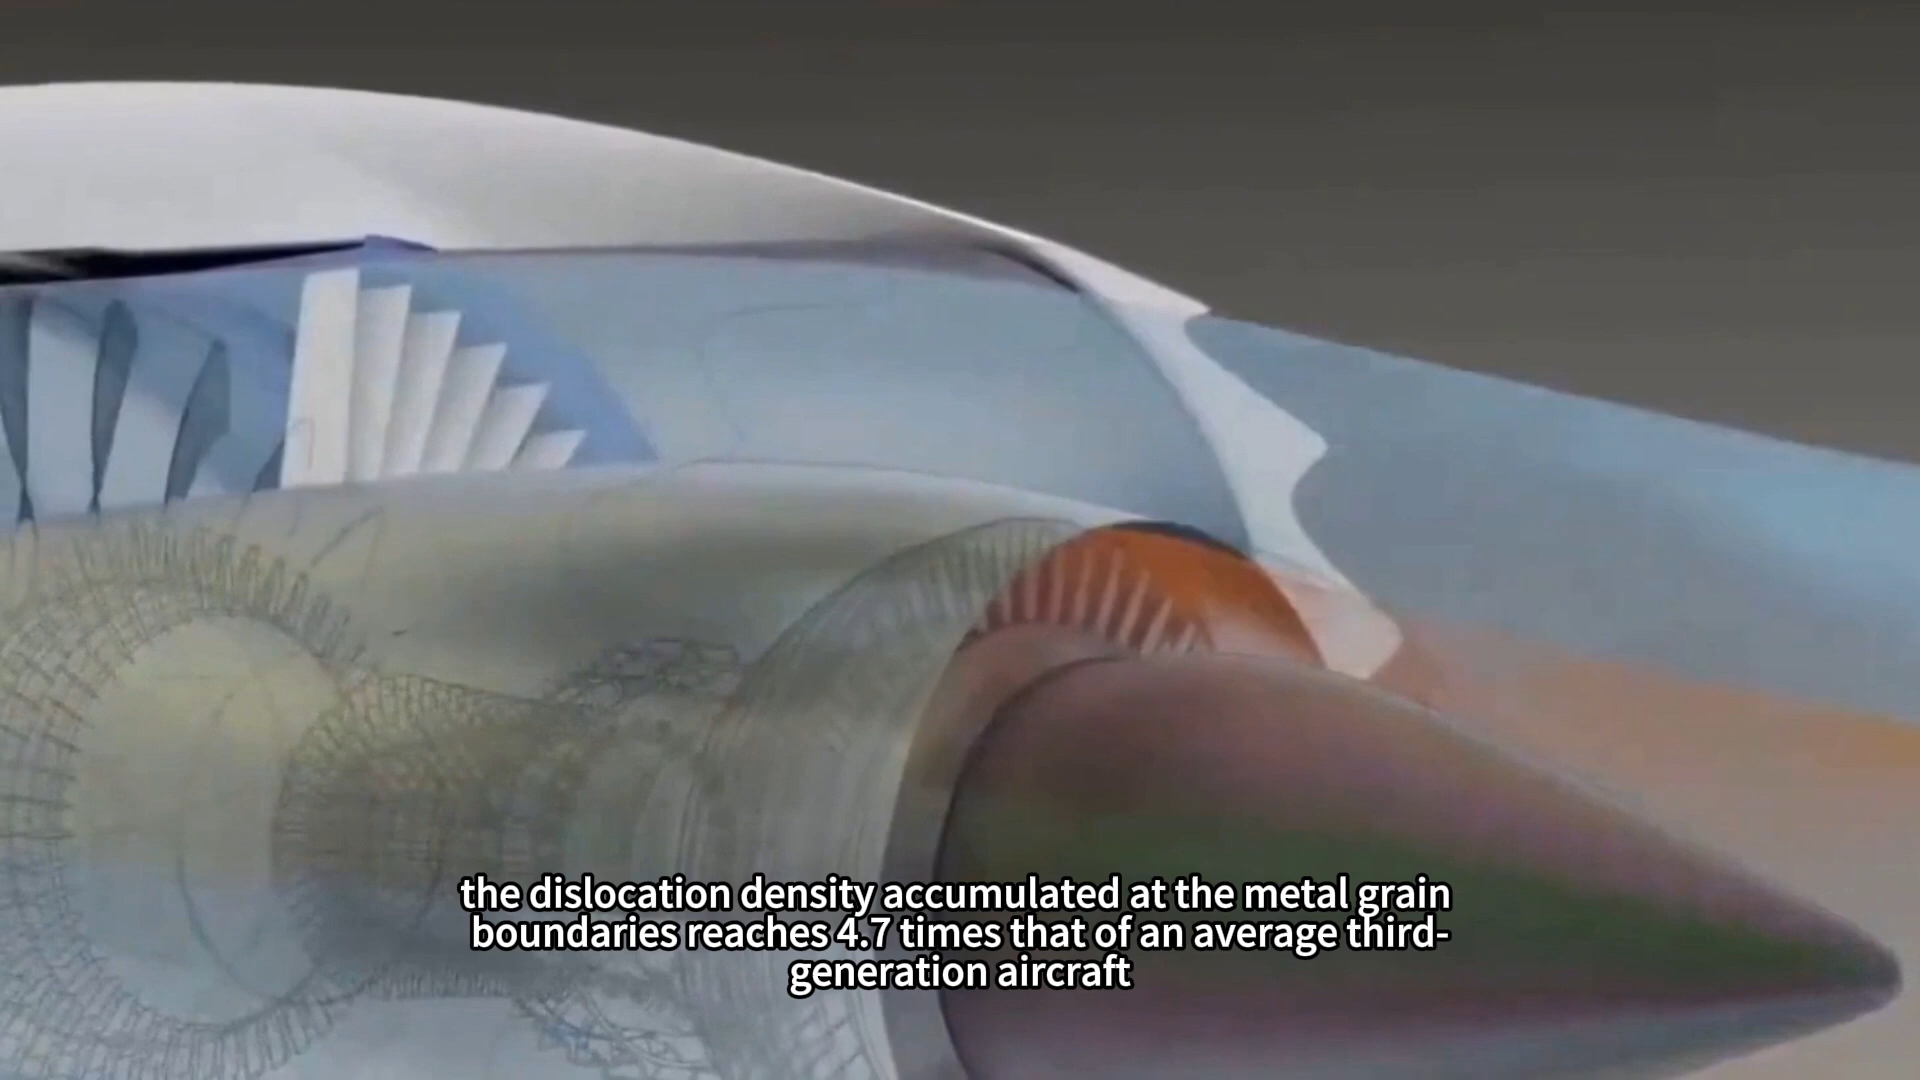 the dislocation density accumulated at the metal grain
boundaries reaches 4.7 times that of an average third-
generation aircraft